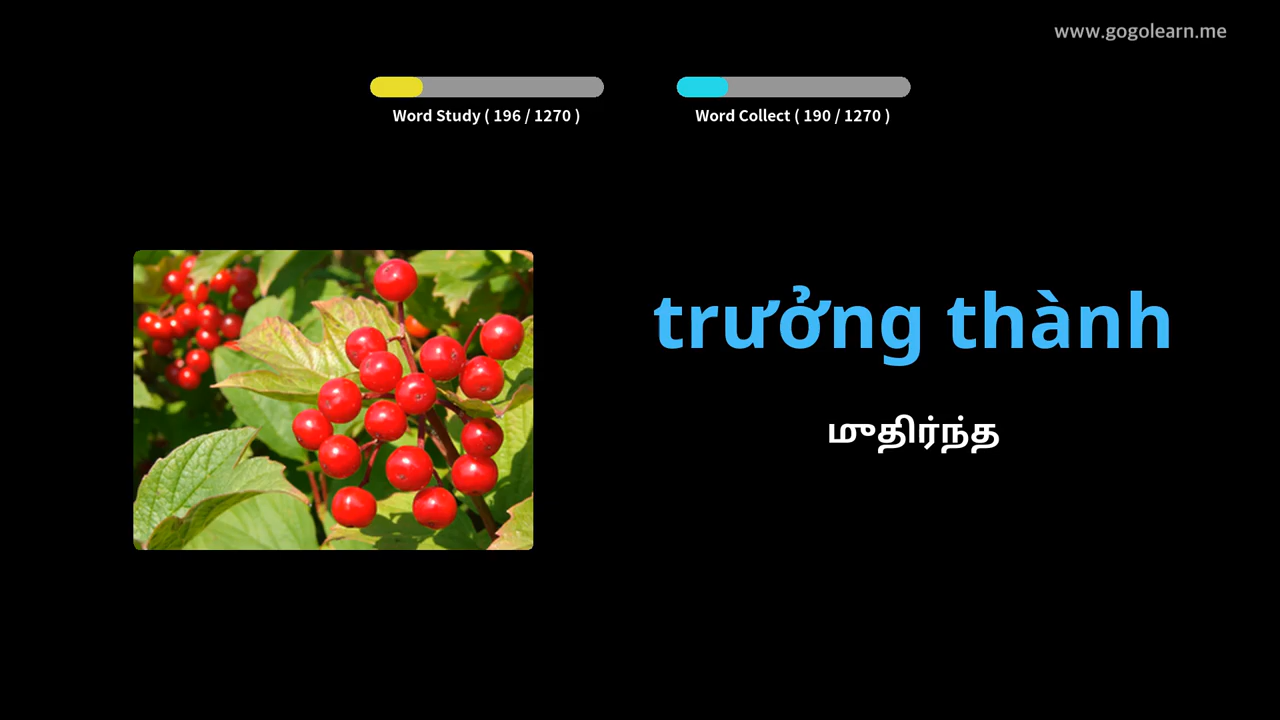 www.gogolearn.me
Word Study ( 196 / 1270 )
Word Collect ( 190 / 1270 )
trưởng thành
முதிர்ந்த